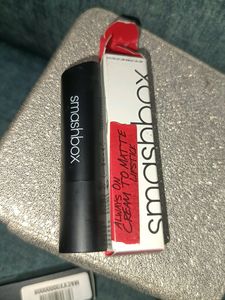 smashbox
smashbox
ALWAYS ON
CREAM TO MATTE
LIPSTICK